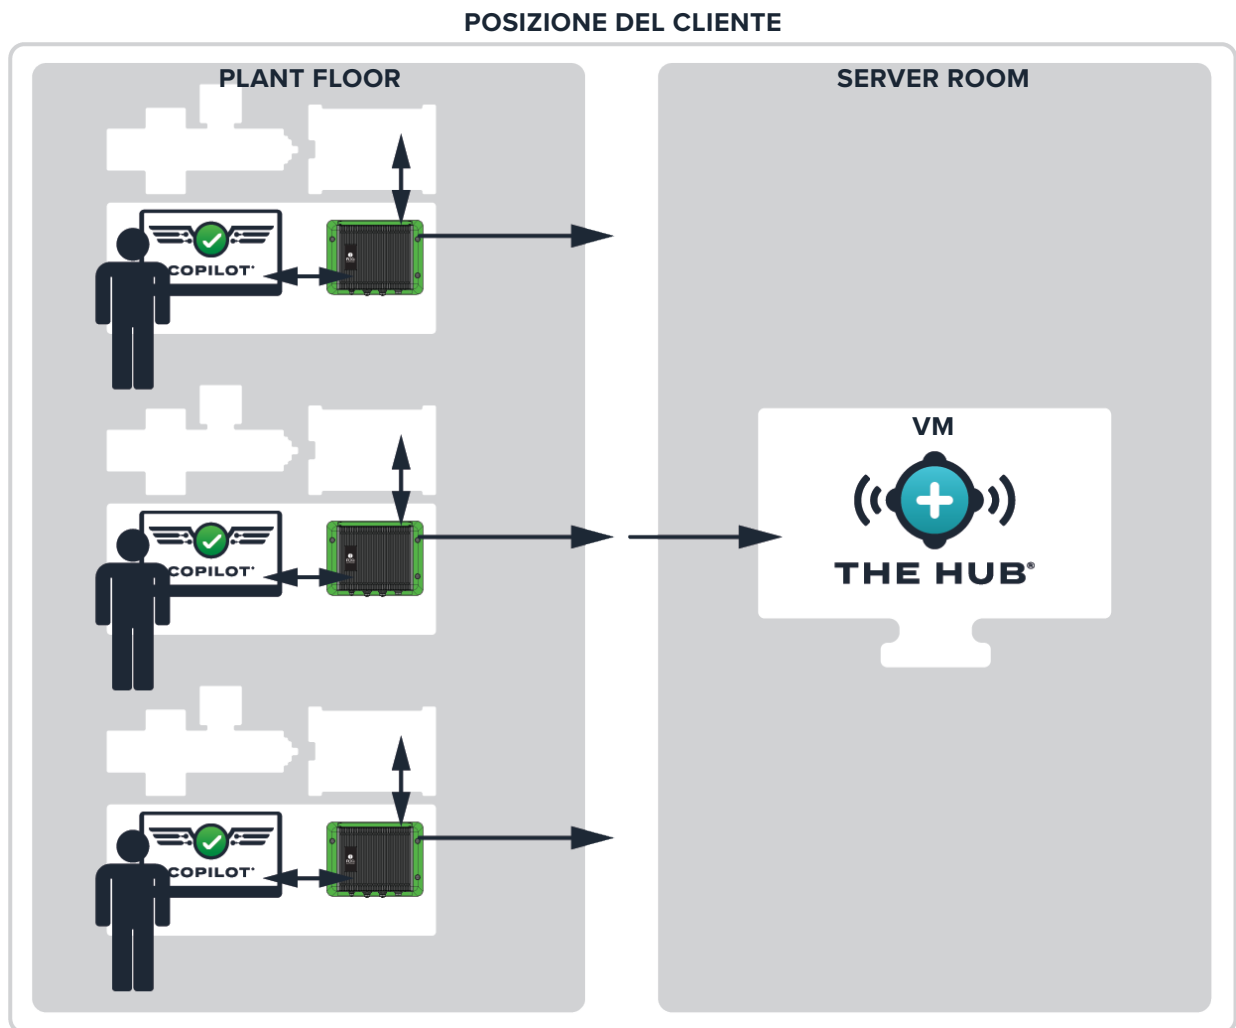 POSIZIONE DEL CLIENTE
PLANT FLOOR
SERVER ROOM
COPILOT®
VM
THE HUB®
COPILOT®
COPILOT®